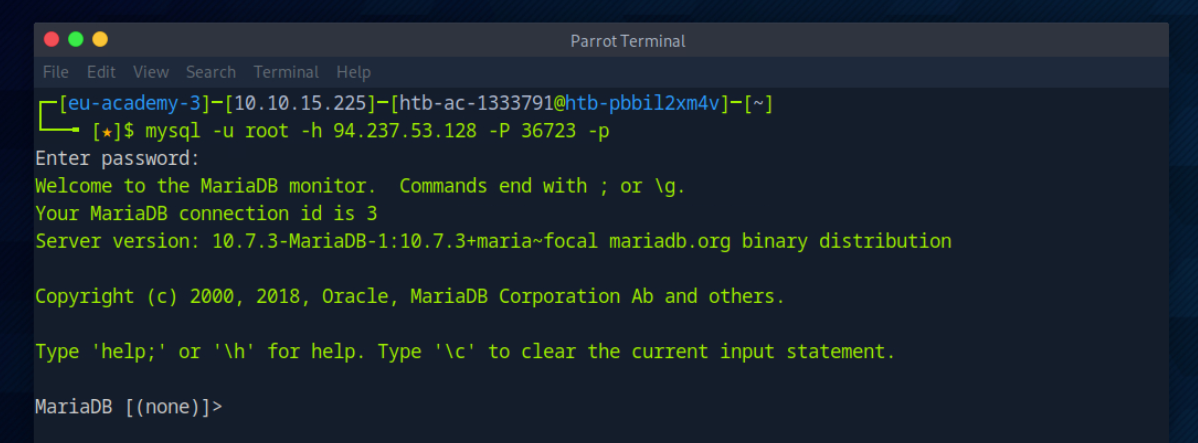 Parrot Terminal
File Edit View Search Terminal Help
┌─[eu-academy-3]─[10.10.15.225]─[htb-ac-1333791@htb-pbbil2xm4v]─[~]
└──╼ [★]$ mysql -u root -h 94.237.53.128 -P 36723 -p
Enter password:
Welcome to the MariaDB monitor.  Commands end with ; or \g.
Your MariaDB connection id is 3
Server version: 10.7.3-MariaDB-1:10.7.3+maria~focal mariadb.org binary distribution
Copyright (c) 2000, 2018, Oracle, MariaDB Corporation Ab and others.
Type 'help;' or '\h' for help. Type '\c' to clear the current input statement.
MariaDB [(none)]>